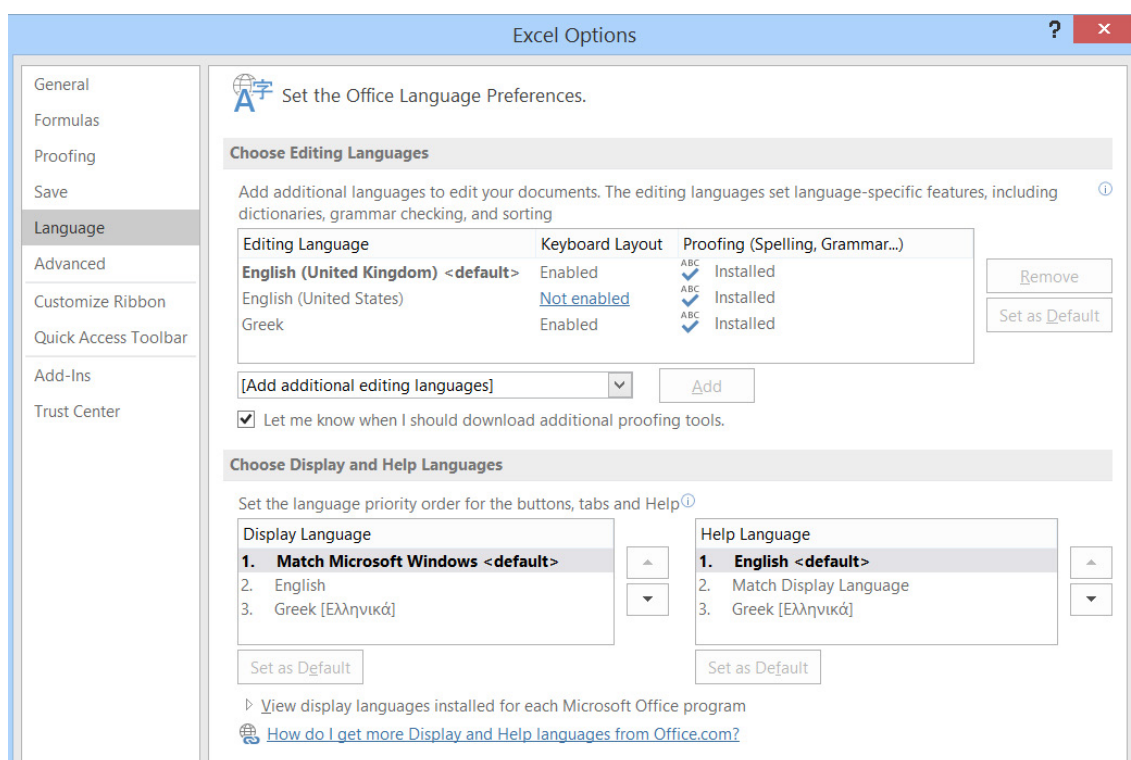 Excel Options
?
General
Formulas
Proofing
Save
Language
Advanced
Customize Ribbon
Quick Access Toolbar
Add-Ins
Trust Center
Set the Office Language Preferences.
Choose Editing Languages
Add additional languages to edit your documents. The editing languages set language-specific features, including
dictionaries, grammar checking, and sorting
Editing Language Keyboard Layout Proofing (Spelling, Grammar...)
English (United Kingdom) <default> Enabled ABC Installed
English (United States) Not enabled ABC Installed
Greek Enabled ABC Installed
Remove
Set as Default
[Add additional editing languages] Add
Let me know when I should download additional proofing tools.
Choose Display and Help Languages
Set the language priority order for the buttons, tabs and Help
Display Language
1. Match Microsoft Windows <default>
2. English
3. Greek [Ελληνικά]
Set as Default
Help Language
1. English <default>
2. Match Display Language
3. Greek [Ελληνικά]
Set as Default
View display languages installed for each Microsoft Office program
How do I get more Display and Help languages from Office.com?